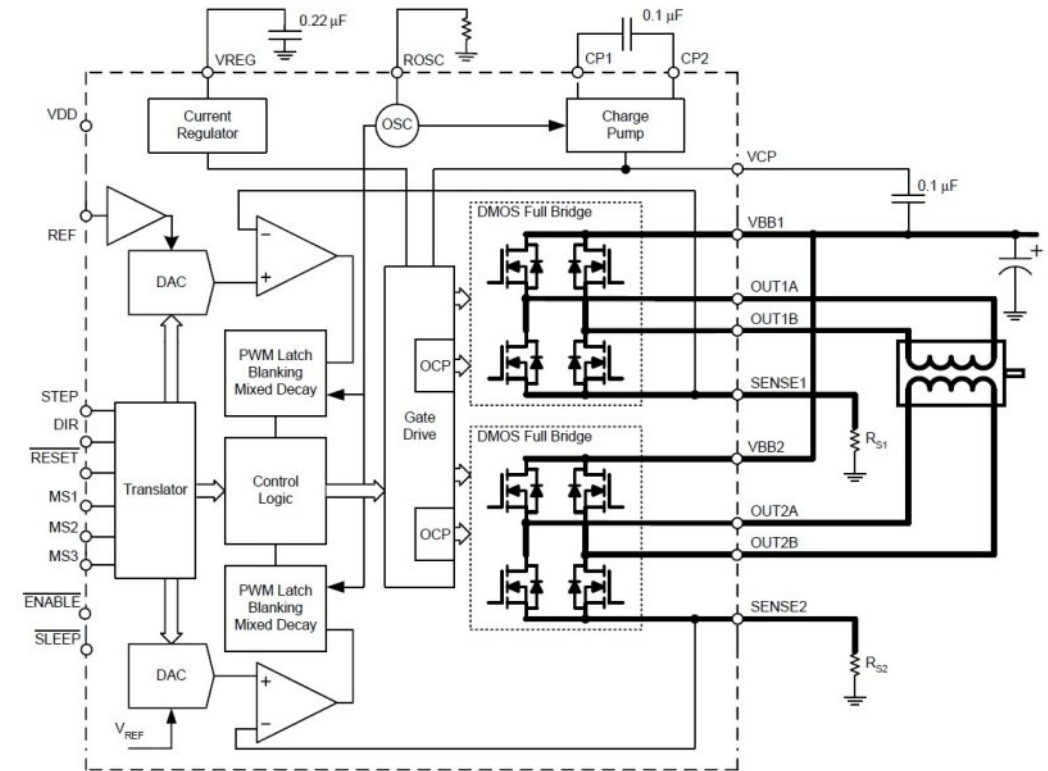 0.22 µF
0.1 µF
VREG
ROSC
CP1
CP2
VDD
Current
Regulator
OSC
Charge
Pump
VCP
0.1 µF
REF
DMOS Full Bridge
VBB1
+
−
DAC
+
OUT1A
OUT1B
PWM Latch
Blanking
Mixed Decay
OCP
SENSE1
STEP
DIR
RESET
MS1
MS2
MS3
Translator
Control
Logic
Gate
Drive
DMOS Full Bridge
RS1
VBB2
OUT2A
OUT2B
OCP
ENABLE
SLEEP
PWM Latch
Blanking
Mixed Decay
SENSE2
DAC
+
−
RS2
VREF